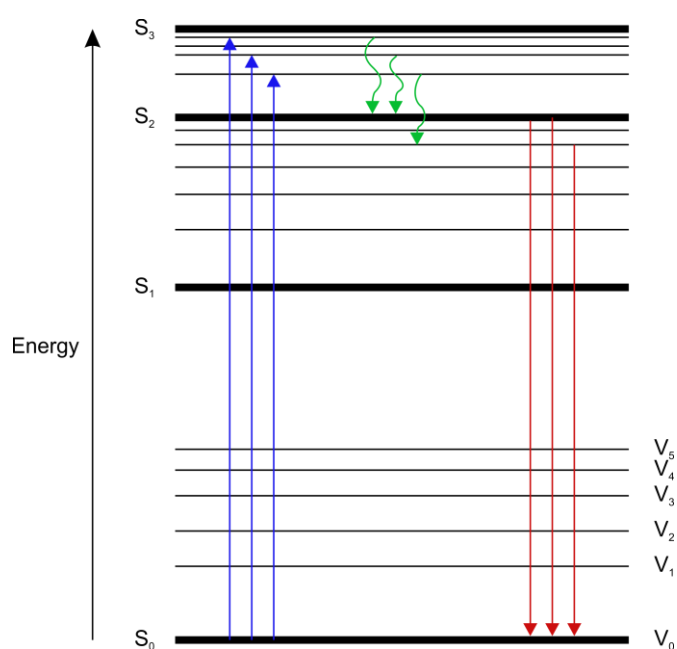 S₃
S₂
S₁
Energy
V₅
V₄
V₃
V₂
V₁
S₀ V₀